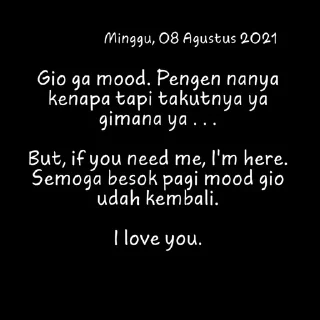 Minggu, 08 Agustus 2021
Gio ga mood. Pengen nanya
kenapa tapi takutnya ya
gimana ya . . .
But, if you need me, I'm here.
Semoga besok pagi mood gio
udah kembali.
I love you.